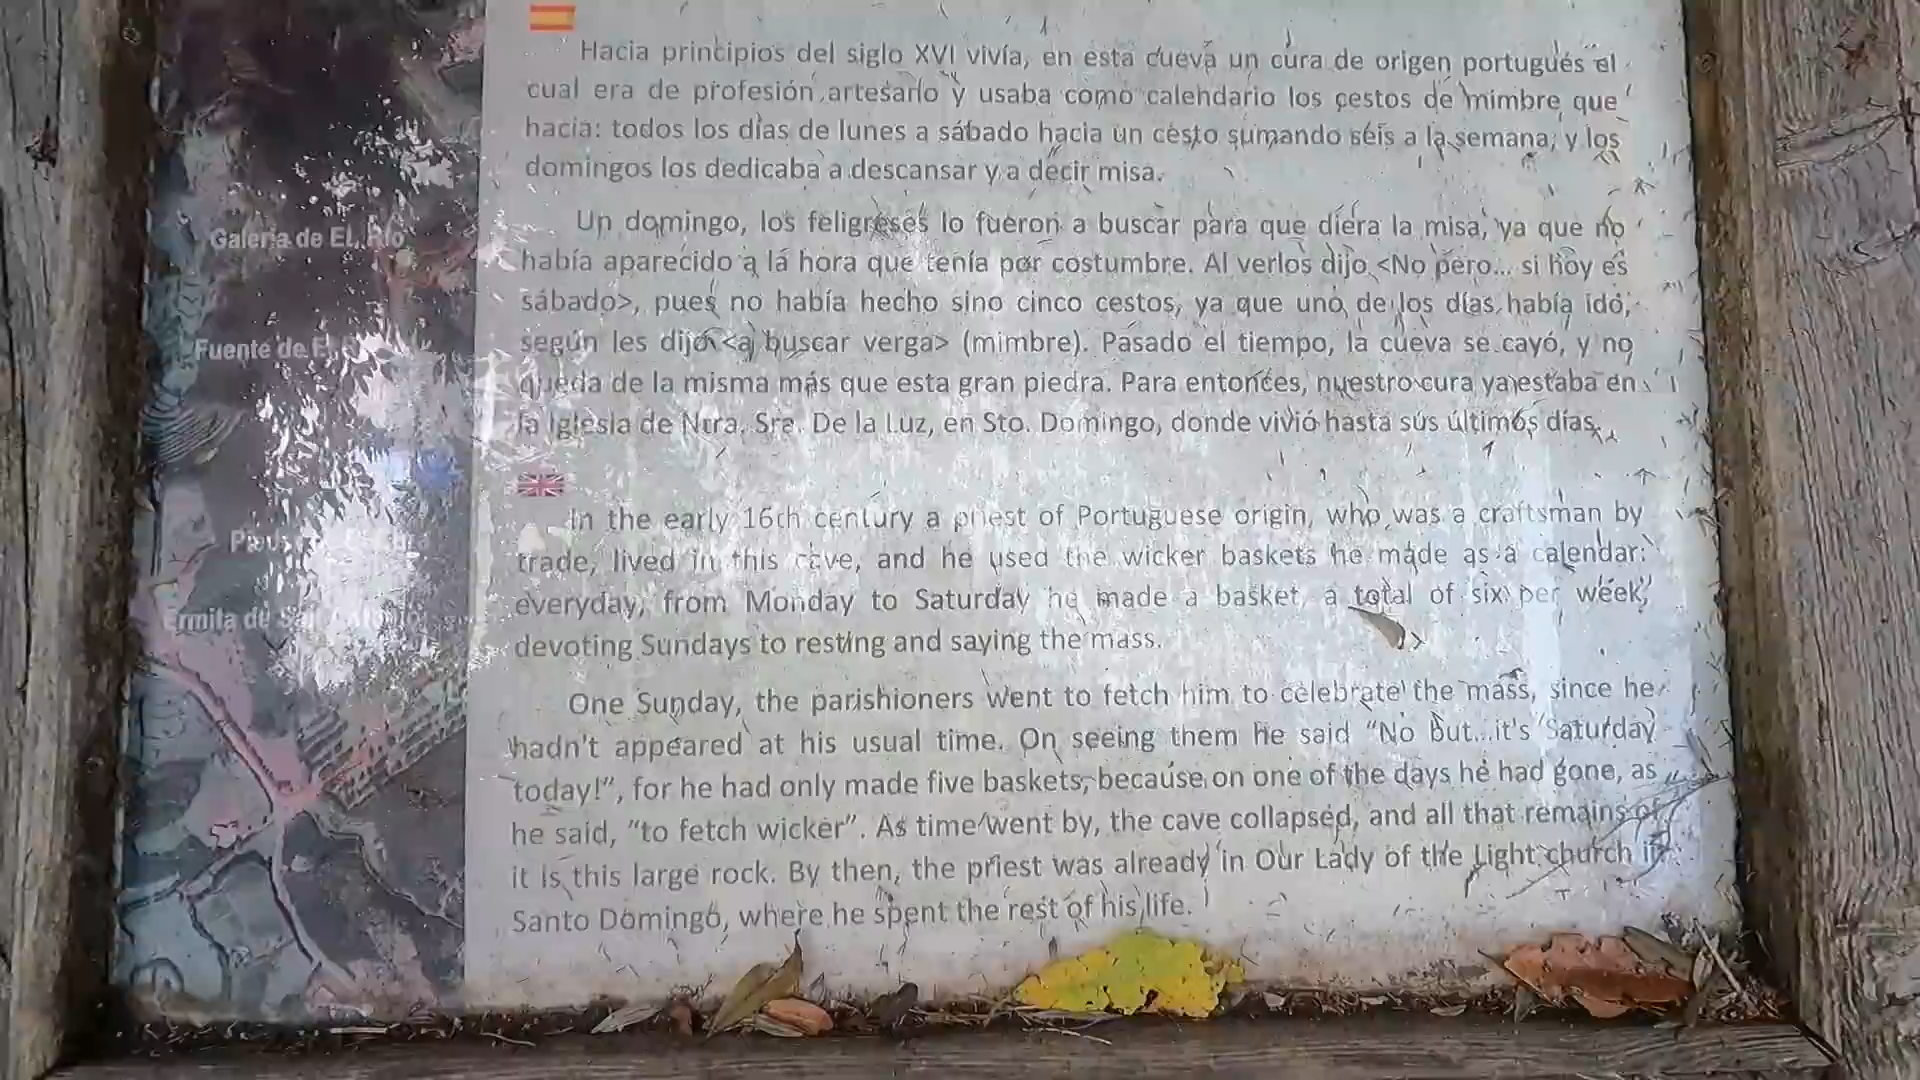 Hacia principios del siglo XVI vivía, en esta cueva un cura de origen portugués el
cual era de profesión artesano y usaba como calendario los cestos de mimbre que
hacia: todos los días de lunes a sábado hacia un cesto sumando seis a la semana; y los
domingos los dedicaba a descansar y a decir misa.
Un domingo, los feligreses lo fueron a buscar para que diera la misa, ya que no
había aparecido a la hora que tenía por costumbre. Al verlos dijo <No pero... si hoy es
sábado>, pues no había hecho sino cinco cestos, ya que uno de los días había ido,
según les dijo <a buscar verga> (mimbre). Pasado el tiempo, la cueva se cayó, y no
queda de la misma más que esta gran piedra. Para entonces, nuestro cura ya estaba en
la Iglesia de Ntra. Sra. De la Luz, en Sto. Domingo, donde vivió hasta sus últimos días.
In the early 16th century a priest of Portuguese origin, who was a craftsman by
trade, lived in this cave, and he used the wicker baskets he made as a calendar:
everyday, from Monday to Saturday he made a basket, a total of six per week,
devoting Sundays to resting and saying the mass.
One Sunday, the parishioners went to fetch him to celebrate the mass, since he
hadn't appeared at his usual time. On seeing them he said "No But...it's Saturday
today!", for he had only made five baskets, because on one of the days he had gone, as
he said, "to fetch wicker". As time went by, the cave collapsed, and all that remains of
it is this large rock. By then, the priest was already in Our Lady of the Light church in
Santo Domingo, where he spent the rest of his life.
Galería de EL Río
Fuente de
Ermita de